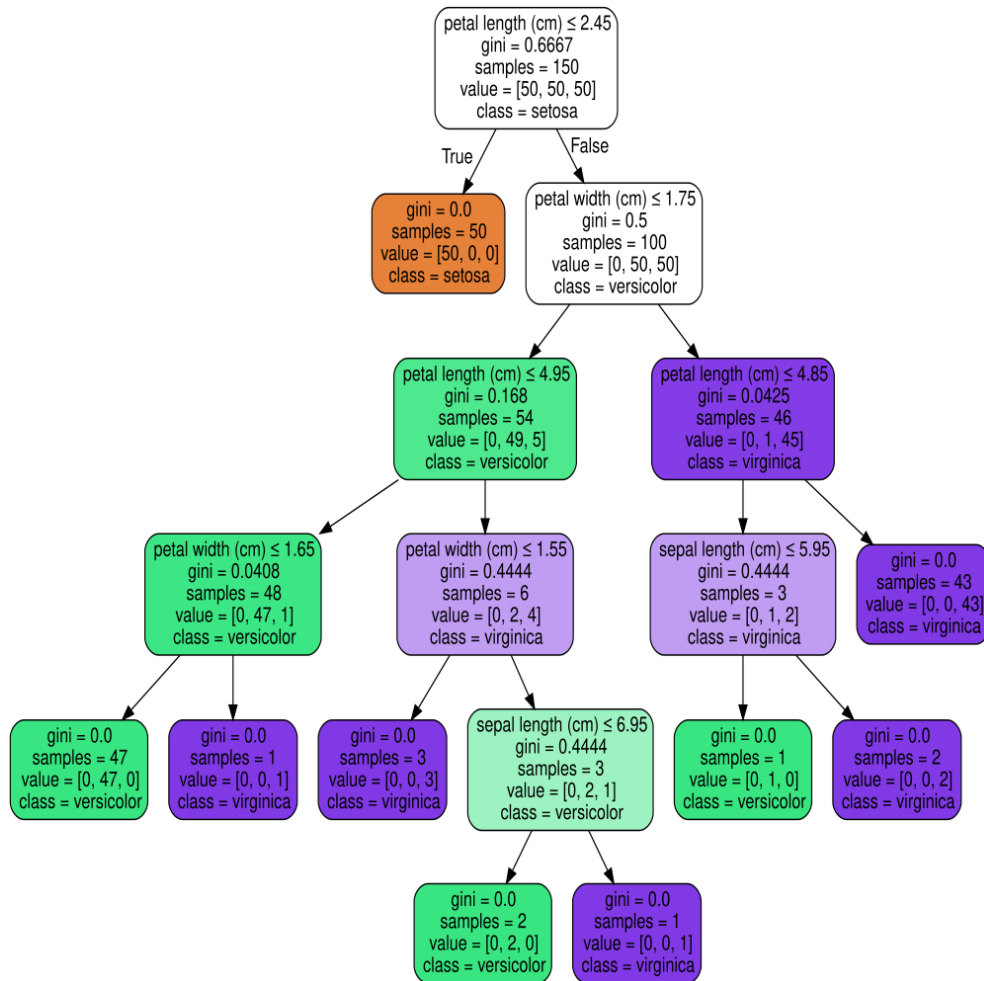 petal length (cm) ≤ 2.45
gini = 0.6667
samples = 150
value = [50, 50, 50]
class = setosa
True
False
gini = 0.0
samples = 50
value = [50, 0, 0]
class = setosa
petal width (cm) ≤ 1.75
gini = 0.5
samples = 100
value = [0, 50, 50]
class = versicolor
petal length (cm) ≤ 4.95
gini = 0.168
samples = 54
value = [0, 49, 5]
class = versicolor
petal length (cm) ≤ 4.85
gini = 0.0425
samples = 46
value = [0, 1, 45]
class = virginica
petal width (cm) ≤ 1.65
gini = 0.0408
samples = 48
value = [0, 47, 1]
class = versicolor
petal width (cm) ≤ 1.55
gini = 0.4444
samples = 6
value = [0, 2, 4]
class = virginica
sepal length (cm) ≤ 5.95
gini = 0.4444
samples = 3
value = [0, 1, 2]
class = virginica
gini = 0.0
samples = 43
value = [0, 0, 43]
class = virginica
gini = 0.0
samples = 47
value = [0, 47, 0]
class = versicolor
gini = 0.0
samples = 1
value = [0, 0, 1]
class = virginica
gini = 0.0
samples = 3
value = [0, 0, 3]
class = virginica
sepal length (cm) ≤ 6.95
gini = 0.4444
samples = 3
value = [0, 2, 1]
class = versicolor
gini = 0.0
samples = 1
value = [0, 1, 0]
class = versicolor
gini = 0.0
samples = 2
value = [0, 0, 2]
class = virginica
gini = 0.0
samples = 2
value = [0, 2, 0]
class = versicolor
gini = 0.0
samples = 1
value = [0, 0, 1]
class = virginica